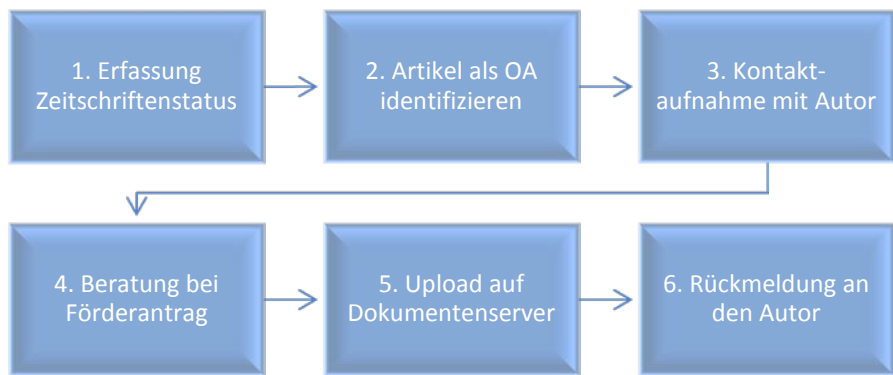 1. Erfassung
Zeitschriftenstatus
2. Artikel als OA
identifizieren
3. Kontakt-
aufnahme mit Autor
4. Beratung bei
Förderantrag
5. Upload auf
Dokumentenserver
6. Rückmeldung an
den Autor